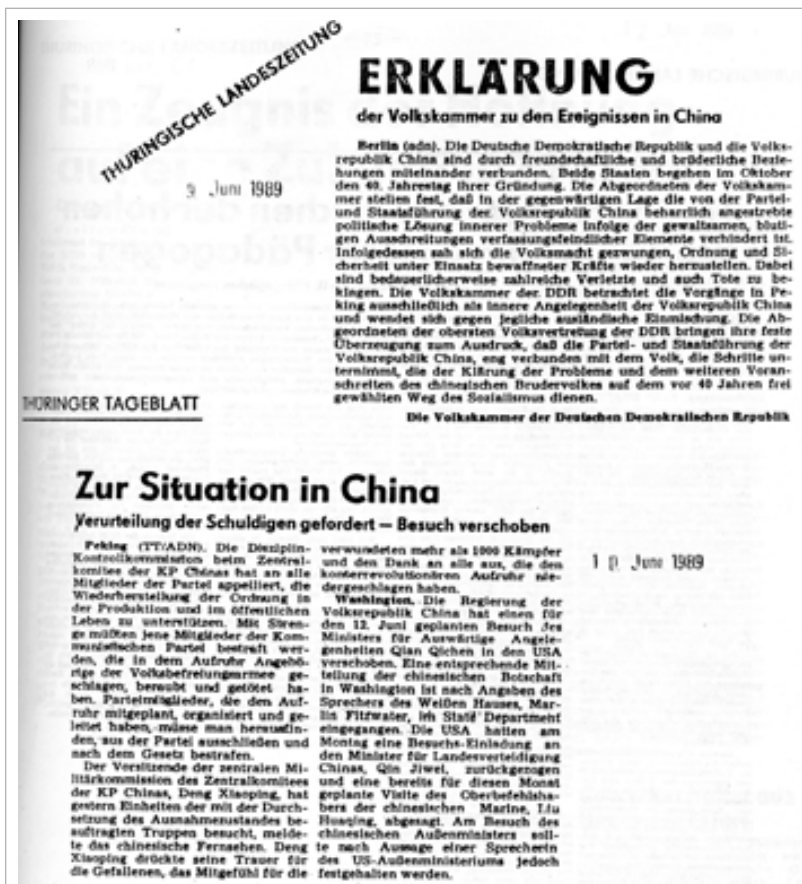 THÜRINGISCHE LANDESZEITUNG
9. Juni 1989
ERKLÄRUNG
der Volkskammer zu den Ereignissen in China
Berlin (adn). Die Deutsche Demokratische Republik und die Volks-
republik China sind durch freundschaftliche und brüderliche Bezie-
hungen miteinander verbunden. Beide Staaten begehen im Oktober
den 40. Jahrestag ihrer Gründung. Die Abgeordneten der Volkskam-
mer stellen fest, daß in der gegenwärtigen Lage die von der Partei-
und Staatsführung der Volksrepublik China beharrlich angestrebte
politische Lösung innerer Probleme infolge der gewaltsamen, bluti-
gen Ausschreitungen verfassungsfeindlicher Elemente verhindert ist.
Infolgedessen sah sich die Volksmacht gezwungen, Ordnung und Si-
cherheit unter Einsatz bewaffneter Kräfte wieder herzustellen. Dabei
sind bedauerlicherweise zahlreiche Verletzte und auch Tote zu be-
klagen. Die Volkskammer der DDR betrachtet die Vorgänge in Pe-
king ausschließlich als innere Angelegenheit der Volksrepublik China
und wendet sich gegen jegliche ausländische Einmischung. Die Ab-
geordneten der obersten Volksvertretung der DDR bringen ihre feste
Überzeugung zum Ausdruck, daß die Partei- und Staatsführung der
Volksrepublik China, eng verbunden mit dem Volk, die Schritte un-
ternimmt, die der Klärung der Probleme und dem weiteren Voran-
schreiten des chinesischen Brudervolkes auf dem vor 40 Jahren frei
gewählten Weg des Sozialismus dienen.
Die Volkskammer der Deutschen Demokratischen Republik
THÜRINGER TAGEBLATT
Zur Situation in China
Verurteilung der Schuldigen gefordert – Besuch verschoben
1 0. Juni 1989
Peking (TT/ADN). Die Disziplin-
Kontrollkommission beim Zentral-
komitee der KP Chinas hat an alle
Mitglieder der Partei appelliert, die
Wiederherstellung der Ordnung in
der Produktion und im öffentlichen
Leben zu unterstützen. Mit Stren-
ge müßten jene Mitglieder der Kom-
munistischen Partei bestraft wer-
den, die in dem Aufruhr Angehö-
rige der Volksbefreiungsarmee ge-
schlagen, beraubt und getötet ha-
ben. Parteimitglieder, die den Auf-
ruhr mitgeplant, organisiert und ge-
leitet haben, müsse man herausfin-
den, aus der Partei ausschließen und
nach dem Gesetz bestrafen.
Der Vorsitzende der zentralen Mi-
litärkommission des Zentralkomitees
der KP Chinas, Deng Xiaoping, hat
gestern Einheiten der mit der Durch-
setzung des Ausnahmezustandes be-
auftragten Truppen besucht, melde-
te das chinesische Fernsehen. Deng
Xiaoping drückte seine Trauer für
die Gefallenen, das Mitgefühl für die
verwundeten mehr als 1000 Kämpfer
und den Dank an alle aus, die den
konterrevolutionären Aufruhr nie-
dergeschlagen haben.
Washington. Die Regierung der
Volksrepublik China hat einen für
den 12. Juni geplanten Besuch des
Ministers für Auswärtige Angele-
genheiten Qian Qichen in den USA
verschoben. Eine entsprechende Mit-
teilung der chinesischen Botschaft
in Washington ist nach Angaben des
Sprechers des Weißen Hauses, Mar-
lin Fitzwater, im State Department
eingegangen. Die USA hatten am
Montag eine Besuchs-Einladung an
den Minister für Landesverteidigung
Chinas, Qin Jiwei, zurückgezogen
und eine bereits für diesen Monat
geplante Visite des Oberbefehlsha-
bers der chinesischen Marine, Liu
Huaqing, abgesagt. Am Besuch des
chinesischen Außenministers soll-
te nach Aussage einer Sprecherin
des US-Außenministeriums jedoch
festgehalten werden.